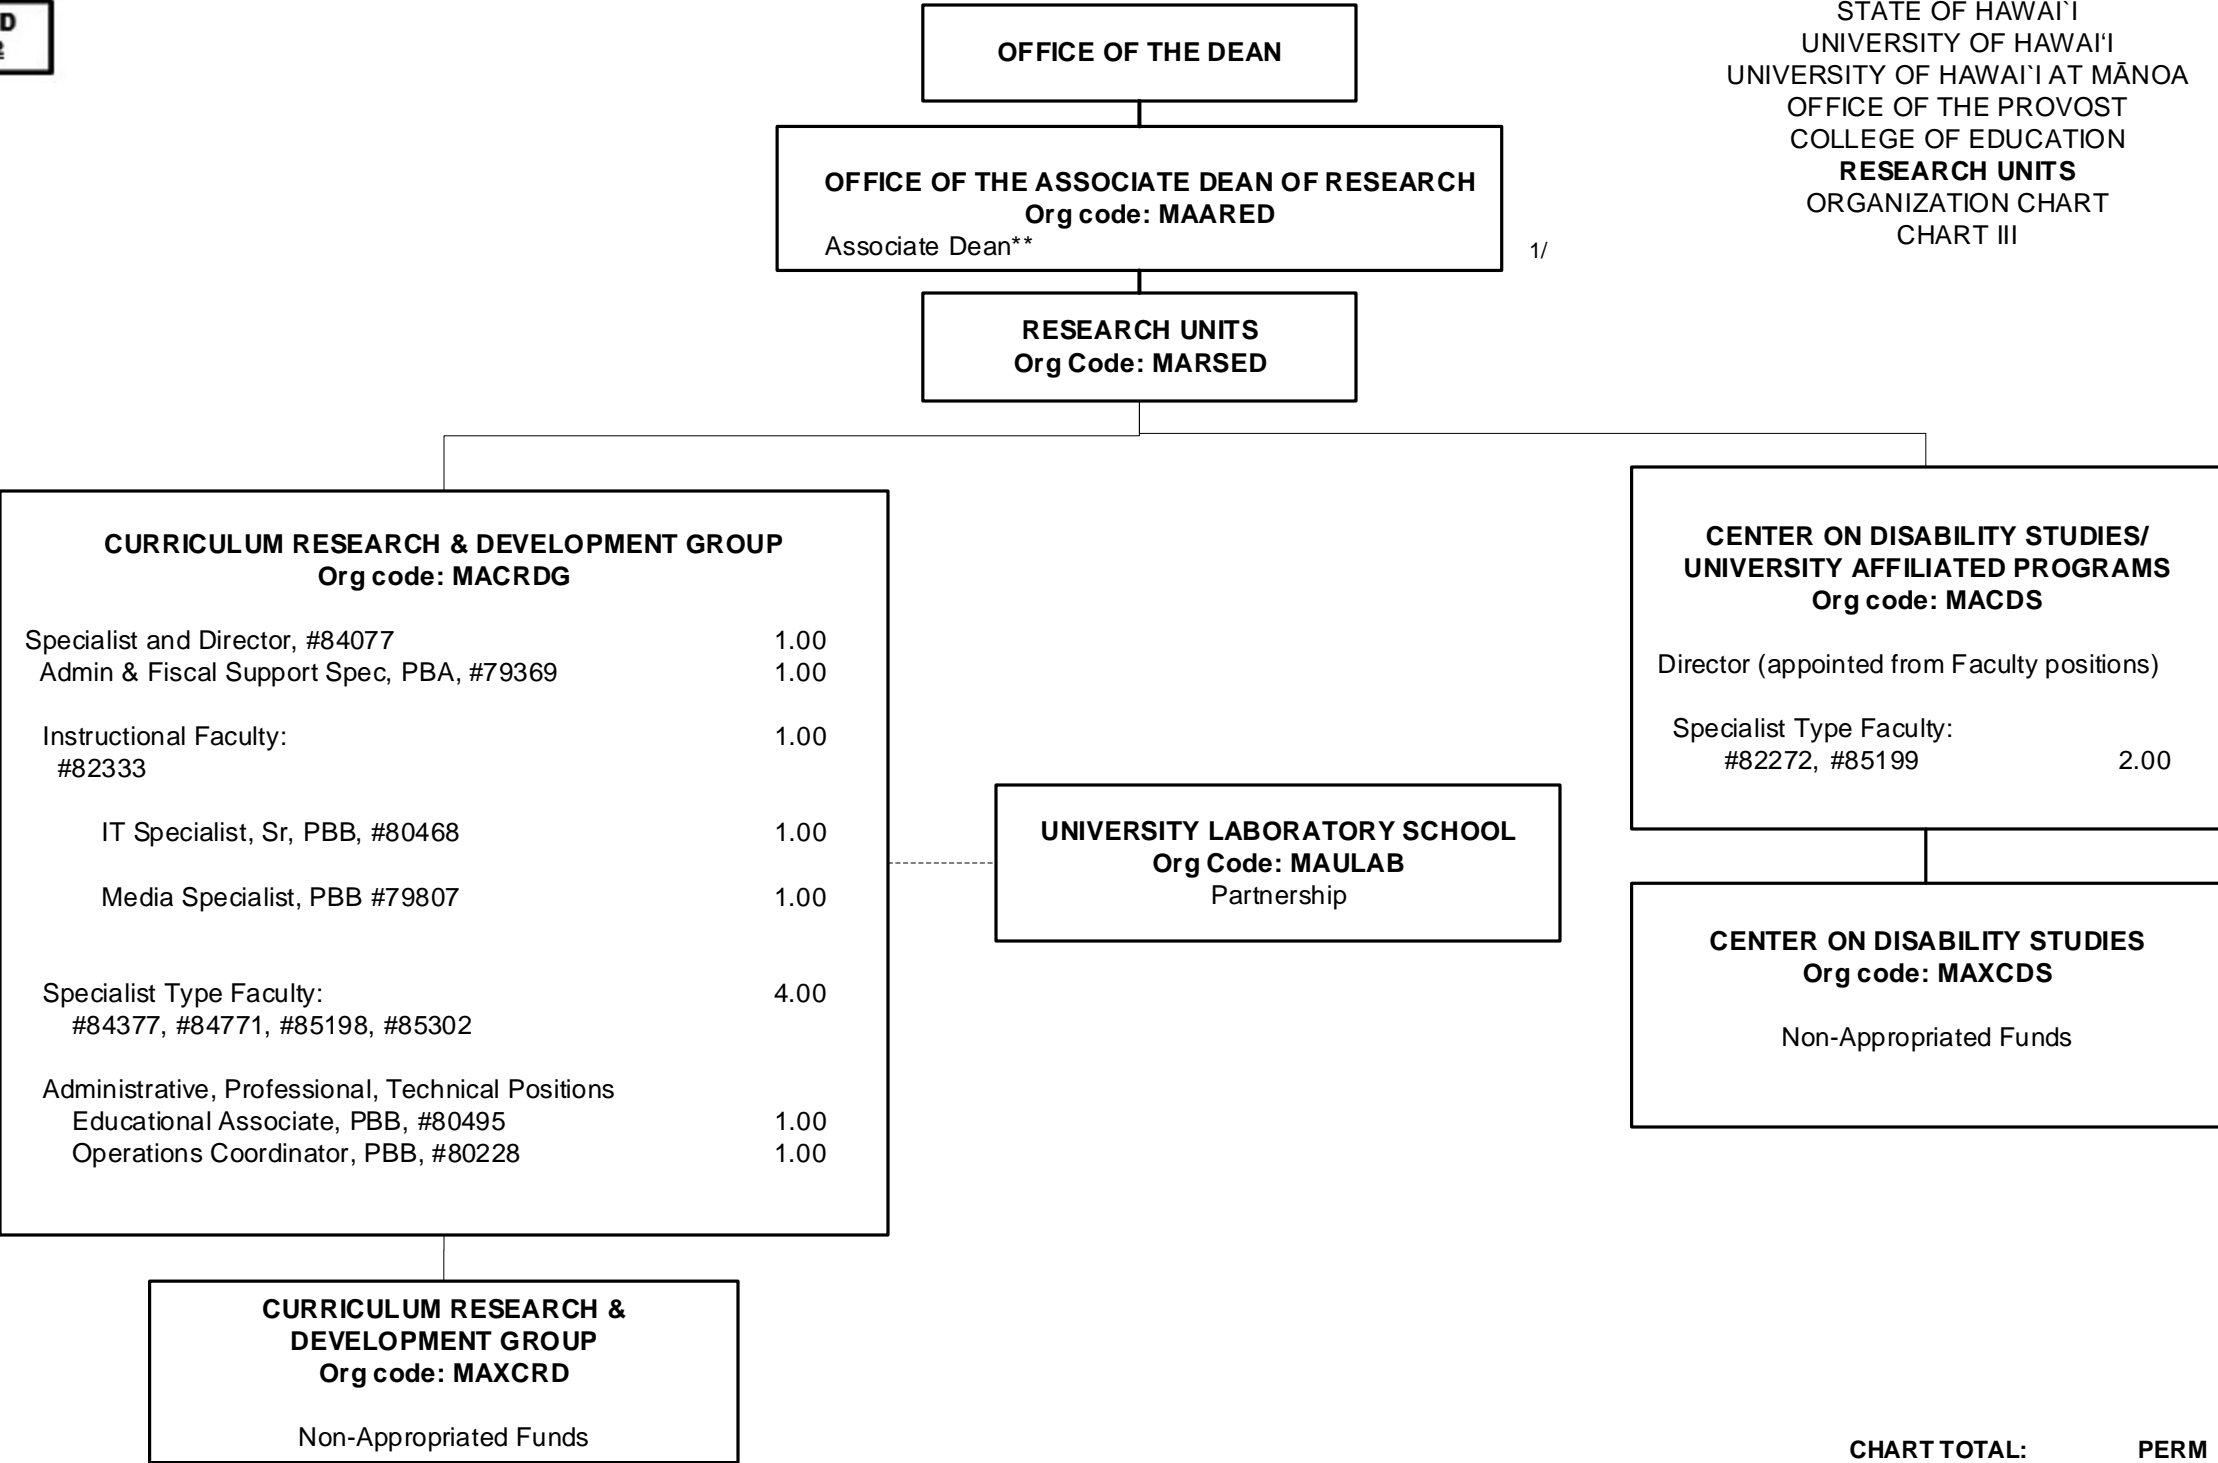 D
OFFICE OF THE DEAN
STATE OF HAWAI`I
UNIVERSITY OF HAWAI‘I
UNIVERSITY OF HAWAI`I AT MĀNOA
OFFICE OF THE PROVOST
COLLEGE OF EDUCATION
RESEARCH UNITS
ORGANIZATION CHART
CHART III
OFFICE OF THE ASSOCIATE DEAN OF RESEARCH
Org code: MAARED
Associate Dean**
1/
RESEARCH UNITS
Org Code: MARSED
CURRICULUM RESEARCH & DEVELOPMENT GROUP
Org code: MACRDG
Specialist and Director, #84077 1.00
Admin & Fiscal Support Spec, PBA, #79369 1.00
Instructional Faculty: 1.00
#82333
IT Specialist, Sr, PBB, #80468 1.00
Media Specialist, PBB #79807 1.00
Specialist Type Faculty: 4.00
#84377, #84771, #85198, #85302
Administrative, Professional, Technical Positions
Educational Associate, PBB, #80495 1.00
Operations Coordinator, PBB, #80228 1.00
UNIVERSITY LABORATORY SCHOOL
Org Code: MAULAB
Partnership
CENTER ON DISABILITY STUDIES/
UNIVERSITY AFFILIATED PROGRAMS
Org code: MACDS
Director (appointed from Faculty positions)
Specialist Type Faculty:
#82272, #85199 2.00
CENTER ON DISABILITY STUDIES
Org code: MAXCDS
Non-Appropriated Funds
CURRICULUM RESEARCH &
DEVELOPMENT GROUP
Org code: MAXCRD
Non-Appropriated Funds
CHART TOTAL: PERM